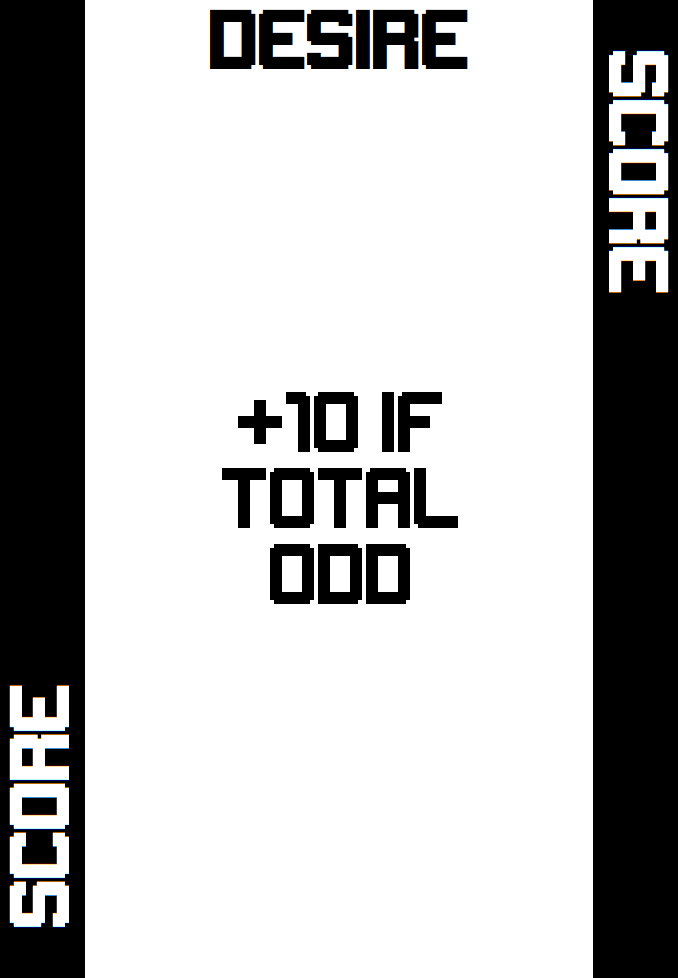 DESIRE
SCORE
+10 IF
TOTAL
ODD
SCORE